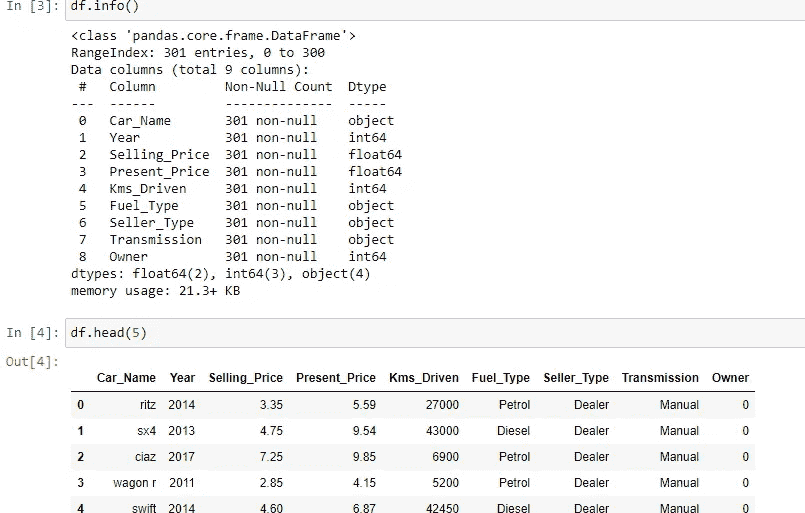 In [3]: df.info()
<class 'pandas.core.frame.DataFrame'>
RangeIndex: 301 entries, 0 to 300
Data columns (total 9 columns):
 #   Column         Non-Null Count  Dtype
---  ------         --------------  -----
 0   Car_Name       301 non-null    object
 1   Year           301 non-null    int64
 2   Selling_Price  301 non-null    float64
 3   Present_Price  301 non-null    float64
 4   Kms_Driven     301 non-null    int64
 5   Fuel_Type      301 non-null    object
 6   Seller_Type    301 non-null    object
 7   Transmission   301 non-null    object
 8   Owner          301 non-null    int64
dtypes: float64(2), int64(3), object(4)
memory usage: 21.3+ KB
In [4]: df.head(5)
Out[4]:
Car_Name Year Selling_Price Present_Price Kms_Driven Fuel_Type Seller_Type Transmission Owner
0 ritz 2014 3.35 5.59 27000 Petrol Dealer Manual 0
1 sx4 2013 4.75 9.54 43000 Diesel Dealer Manual 0
2 ciaz 2017 7.25 9.85 6900 Petrol Dealer Manual 0
3 wagon r 2011 2.85 4.15 5200 Petrol Dealer Manual 0
4 swift 2014 4.60 6.87 42450 Diesel Dealer Manual 0